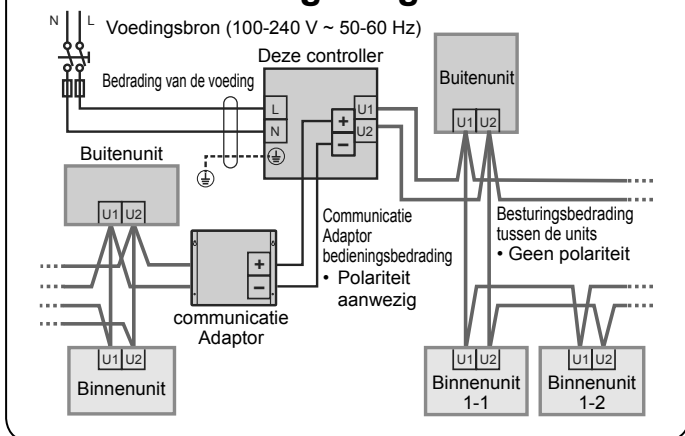 N L
Voedingsbron (100-240 V ~ 50-60 Hz)
Deze controller
Bedrading van de voeding
L
N
U1
U2
+
−
Buitenunit
U1 U2
Buitenunit
U1 U2
Communicatie
Adaptor
bedieningsbedrading
• Polariteit
aanwezig
Besturingsbedrading
tussen de units
• Geen polariteit
+
−
communicatie
Adaptor
U1 U2
Binnenunit
U1 U2
Binnenunit
1-1
U1 U2
Binnenunit
1-2